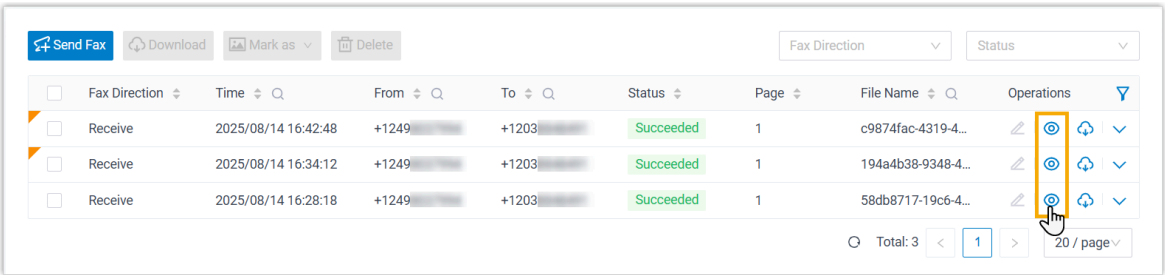 Send Fax Download Mark as Delete Fax Direction Status
Fax Direction Time From To Status Page File Name Operations
Receive 2025/08/14 16:42:48 +1249 +1203 Succeeded 1 c9874fac-4319-4...
Receive 2025/08/14 16:34:12 +1249 +1203 Succeeded 1 194a4b38-9348-4...
Receive 2025/08/14 16:28:18 +1249 +1203 Succeeded 1 58db8717-19c6-4...
Total: 3 < 1 > 20 / page